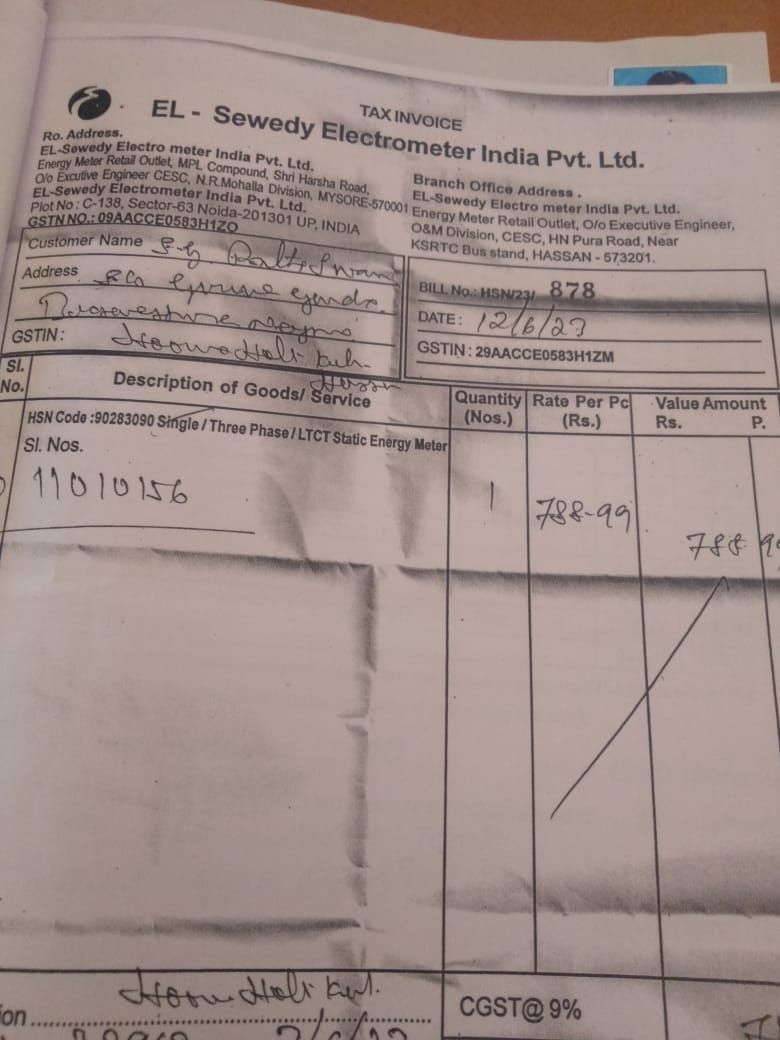 TAX INVOICE
EL - Sewedy Electrometer India Pvt. Ltd.
Ro. Address.
EL-Sewedy Electro meter India Pvt. Ltd.
Energy Meter Retail Outlet, MPL Compound, Shri Harsha Road,
O/o Excutive Engineer CESC, N.R.Mohalla Division, MYSORE-570001
EL-Sewedy Electrometer India Pvt. Ltd.
Plot No : C-138, Sector-63 Noida-201301 UP, INDIA
GSTN NO.: 09AACCE0583H1ZO
Branch Office Address .
EL-Sewedy Electro meter India Pvt. Ltd.
Energy Meter Retail Outlet, O/o Executive Engineer,
O&M Division, CESC, HN Pura Road, Near
KSRTC Bus stand, HASSAN - 573201.
Customer Name
Address
GSTIN :
BILL No.: HSN/23/ 878
DATE : 12/6/23
GSTIN : 29AACCE0583H1ZM
Sl. No. Description of Goods/ Service Quantity (Nos.) Rate Per Pc (Rs.) Value Amount Rs. P.
HSN Code :90283090 Single / Three Phase / LTCT Static Energy Meter
Sl. Nos.
11010156 1 788-99 788
CGST@ 9%